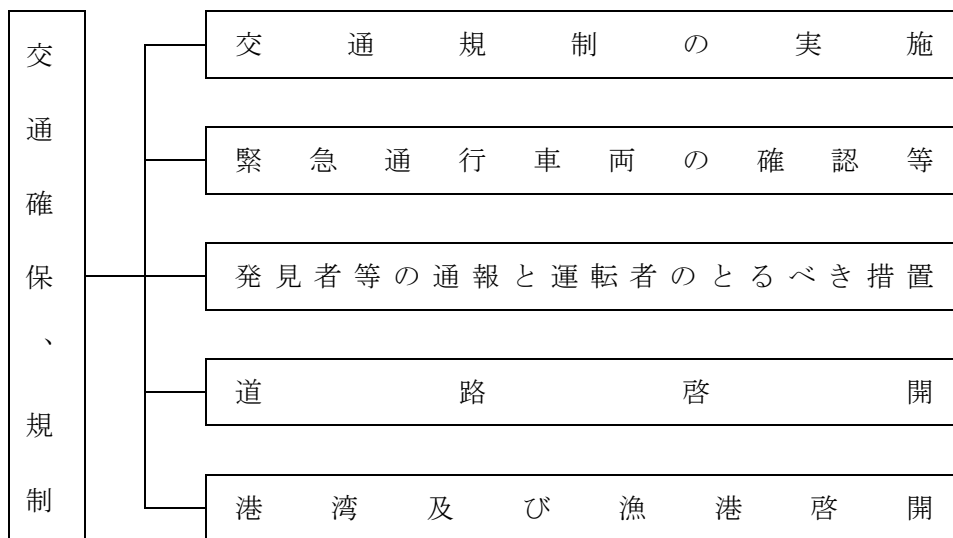 交通確保、規制
交通規制の実施
緊急通行車両の確認等
発見者等の通報と運転者のとるべき措置
道路啓開
港湾及び漁港啓開